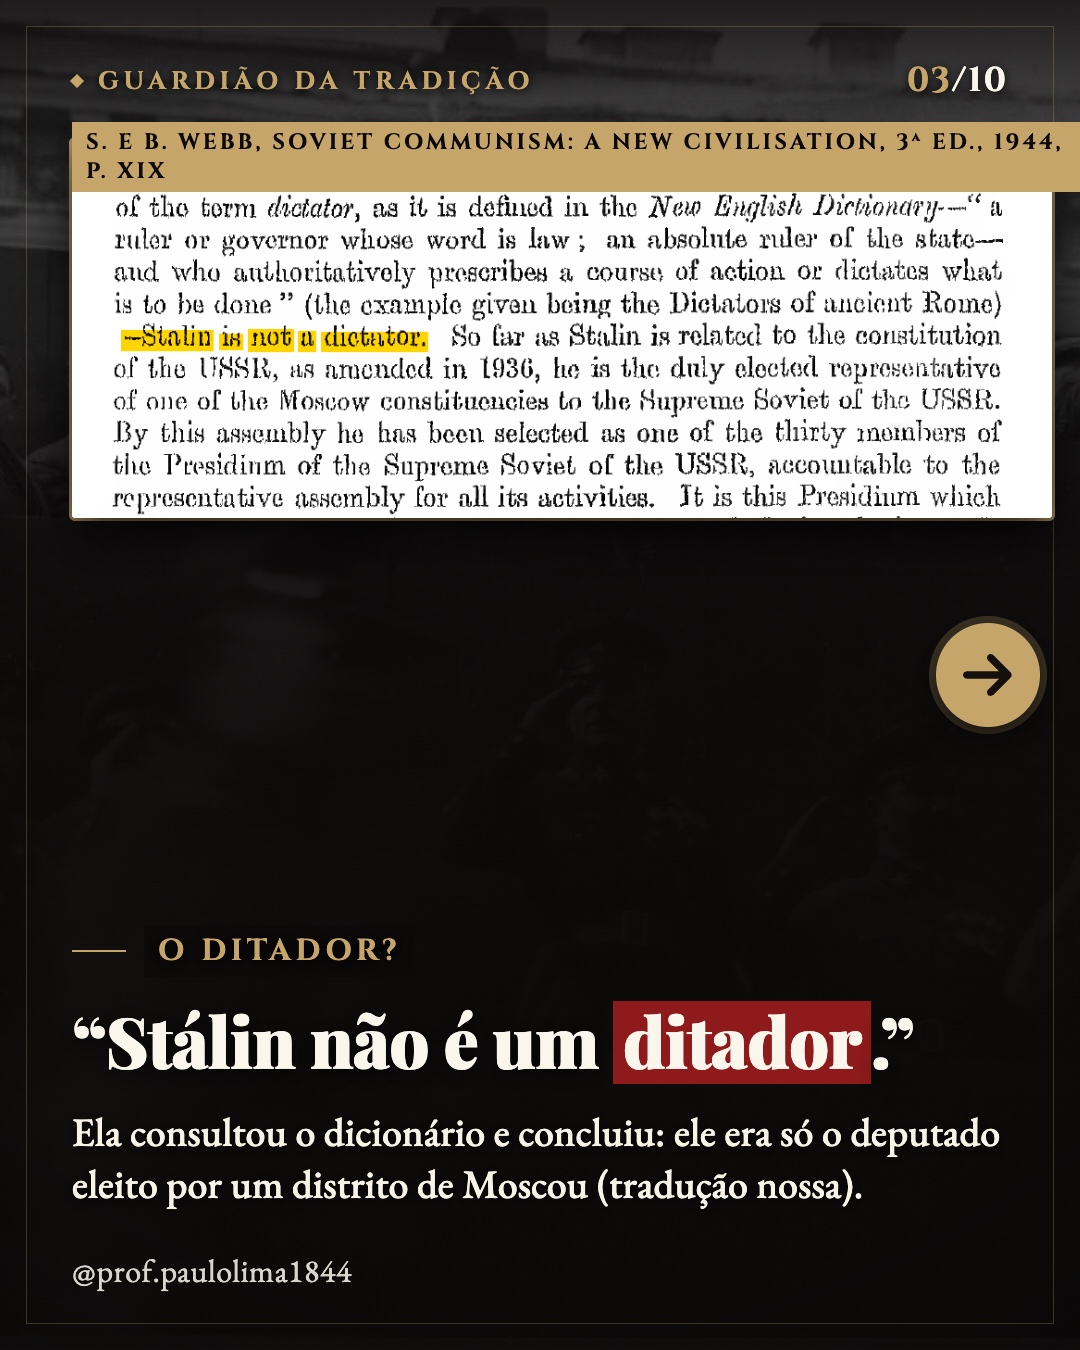 ◆ GUARDIÃO DA TRADIÇÃO
03/10
S. E B. WEBB, SOVIET COMMUNISM: A NEW CIVILISATION, 3ᴬ ED., 1944,
P. XIX
of the term dictator, as it is defined in the New English Dictionary—“ a
ruler or governor whose word is law ; an absolute ruler of the state—
and who authoritatively prescribes a course of action or dictates what
is to be done ” (the example given being the Dictators of ancient Rome)
—Stalin is not a dictator. So far as Stalin is related to the constitution
of the USSR, as amended in 1936, he is the duly elected representative
of one of the Moscow constituencies to the Supreme Soviet of the USSR.
By this assembly he has been selected as one of the thirty members of
the Presidium of the Supreme Soviet of the USSR, accountable to the
representative assembly for all its activities. It is this Presidium which
O DITADOR?
“Stálin não é um ditador.”
Ela consultou o dicionário e concluiu: ele era só o deputado
eleito por um distrito de Moscou (tradução nossa).
@prof.paulolima1844